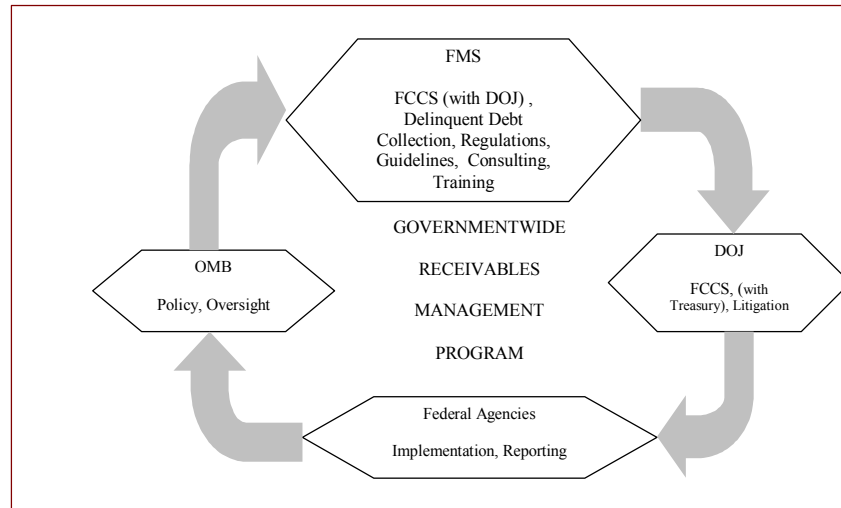 FMS
FCCS (with DOJ) ,
Delinquent Debt
Collection, Regulations,
Guidelines, Consulting,
Training
GOVERNMENTWIDE
RECEIVABLES
MANAGEMENT
PROGRAM
OMB
Policy, Oversight
DOJ
FCCS, (with
Treasury), Litigation
Federal Agencies
Implementation, Reporting